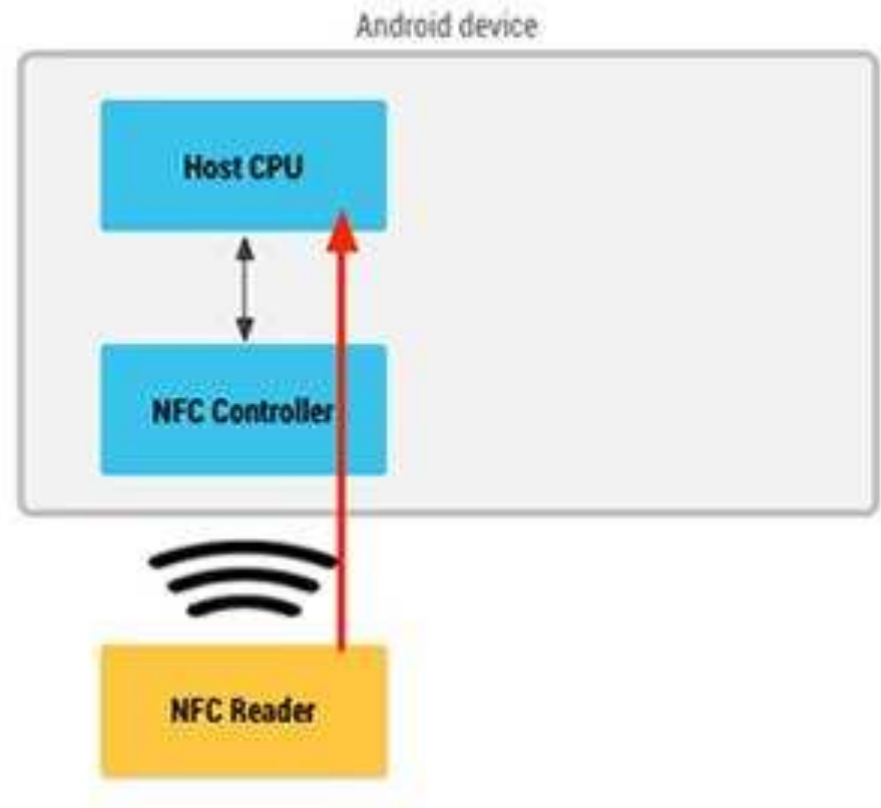 Android device
Host CPU
NFC Controller
NFC Reader